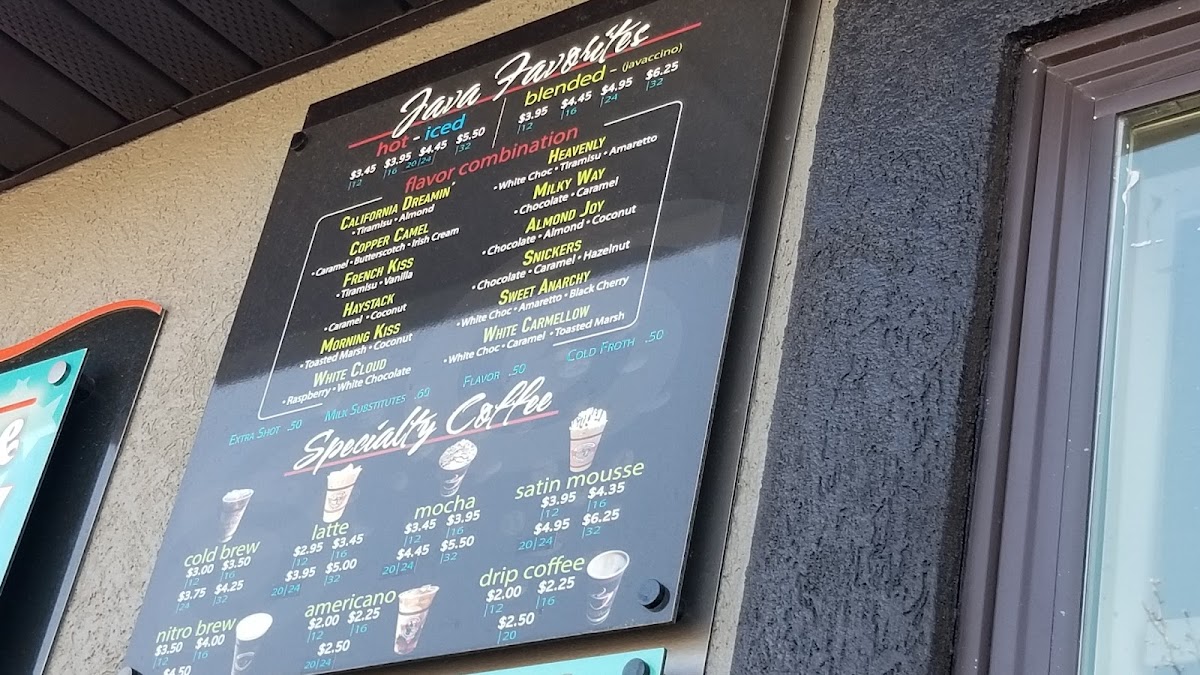 Java Favorites
hot - iced
$3.45 $3.95 $4.45 $5.50
|12 |16 20|24 |32
blended - (javaccino)
$3.95 $4.45 $4.95 $6.25
|12 |16 |24 |32
flavor combination
California Dreamin'
• Tiramisu • Almond
Copper Camel
• Caramel • Butterscotch • Irish Cream
French Kiss
• Tiramisu • Vanilla
Haystack
• Caramel • Coconut
Morning Kiss
• Toasted Marsh • Coconut
White Cloud
• Raspberry • White Chocolate
Heavenly
• White Choc • Tiramisu • Amaretto
Milky Way
• Chocolate • Caramel
Almond Joy
• Chocolate • Almond • Coconut
Snickers
• Chocolate • Caramel • Hazelnut
Sweet Anarchy
• White Choc • Amaretto • Black Cherry
White Carmellow
• White Choc • Caramel • Toasted Marsh
Extra Shot .50 Milk Substitutes .60 Flavor .50 Cold Froth .50
Specialty Coffee
cold brew
$3.00 $3.50
|12 |16
$3.75 $4.25
|24 |32
latte
$2.95 $3.45
|12 |16
$3.95 $5.00
20|24 |32
mocha
$3.45 $3.95
|12 |16
$4.45 $5.50
20|24 |32
satin mousse
$3.95 $4.35
|12 |16
$4.95 $6.25
20|24 |32
nitro brew
$3.50 $4.00
|12 |16
$4.50
americano
$2.00 $2.25
|12 |16
$2.50
20|24
drip coffee
$2.00 $2.25
|12 |16
$2.50
|20